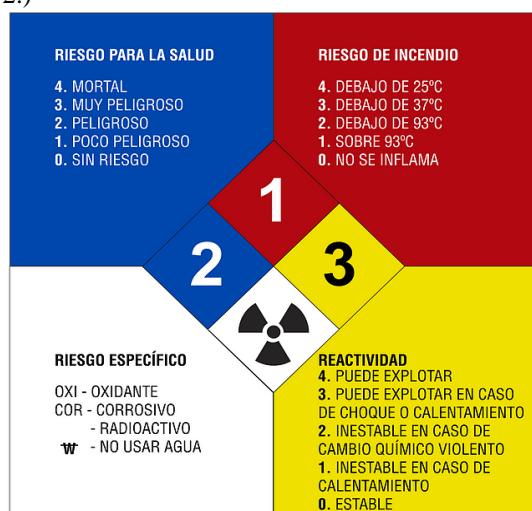 2.)
RIESGO PARA LA SALUD
4. MORTAL
3. MUY PELIGROSO
2. PELIGROSO
1. POCO PELIGROSO
0. SIN RIESGO
RIESGO DE INCENDIO
4. DEBAJO DE 25ºC
3. DEBAJO DE 37ºC
2. DEBAJO DE 93ºC
1. SOBRE 93ºC
0. NO SE INFLAMA
1
2
3
RIESGO ESPECÍFICO
OXI - OXIDANTE
COR - CORROSIVO
- RADIOACTIVO
W - NO USAR AGUA
REACTIVIDAD
4. PUEDE EXPLOTAR
3. PUEDE EXPLOTAR EN CASO
DE CHOQUE O CALENTAMIENTO
2. INESTABLE EN CASO DE
CAMBIO QUÍMICO VIOLENTO
1. INESTABLE EN CASO DE
CALENTAMIENTO
0. ESTABLE